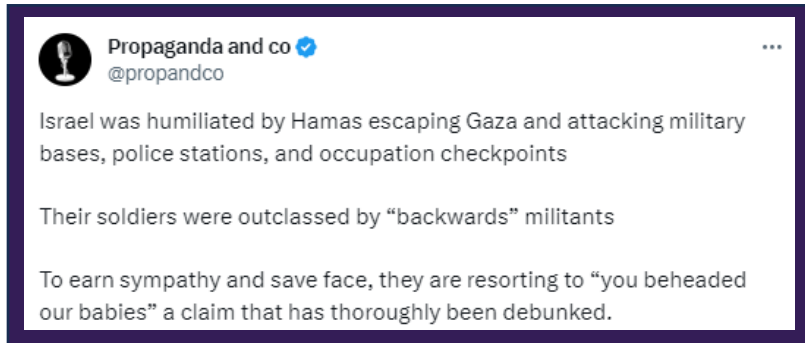 Propaganda and co
@propandco
Israel was humiliated by Hamas escaping Gaza and attacking military
bases, police stations, and occupation checkpoints
Their soldiers were outclassed by “backwards” militants
To earn sympathy and save face, they are resorting to “you beheaded
our babies” a claim that has thoroughly been debunked.